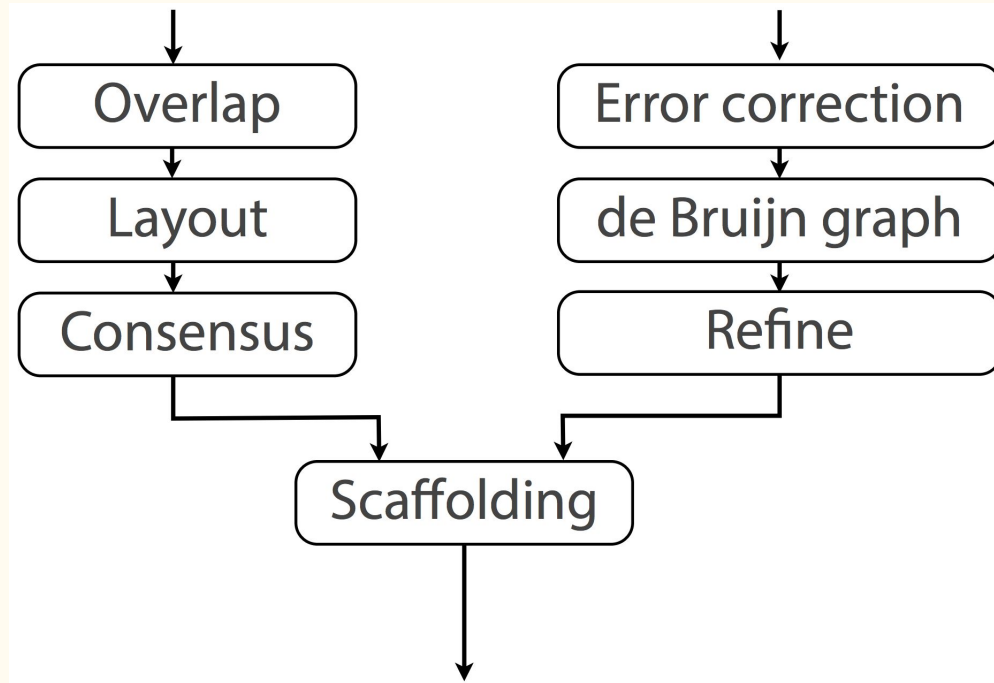 Overlap
Layout
Consensus
Error correction
de Bruijn graph
Refine
Scaffolding